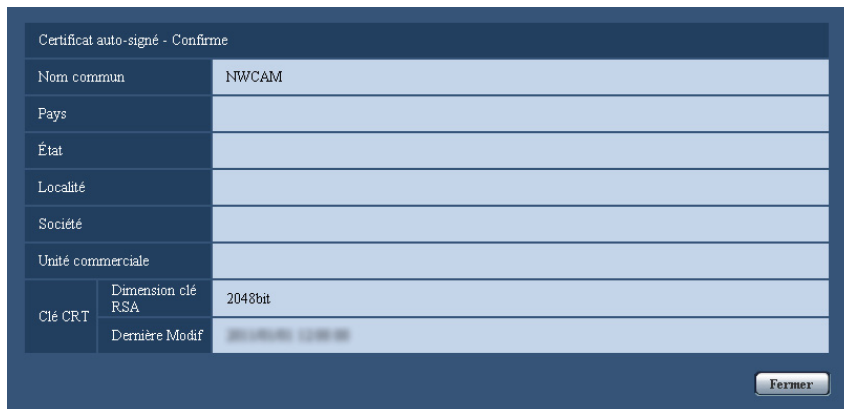 Certificat auto-signé - Confirme
Nom commun NWCAM
Pays
État
Localité
Société
Unité commerciale
Clé CRT
Dimension clé
RSA
2048bit
Dernière Modif
Fermer